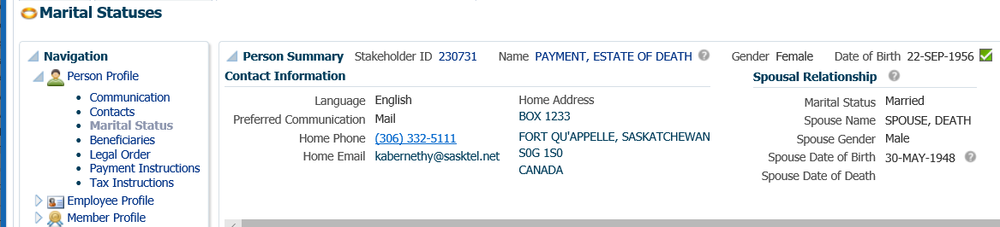 Marital Statuses
Navigation
Person Profile
Communication
Contacts
Marital Status
Beneficiaries
Legal Order
Payment Instructions
Tax Instructions
Employee Profile
Member Profile
Person Summary Stakeholder ID 230731 Name PAYMENT, ESTATE OF DEATH Gender Female Date of Birth 22-SEP-1956
Contact Information
Language English
Preferred Communication Mail
Home Phone (306) 332-5111
Home Email kabernethy@sasktel.net
Home Address
BOX 1233
FORT QU'APPELLE, SASKATCHEWAN
S0G 1S0
CANADA
Spousal Relationship
Marital Status Married
Spouse Name SPOUSE, DEATH
Spouse Gender Male
Spouse Date of Birth 30-MAY-1948
Spouse Date of Death